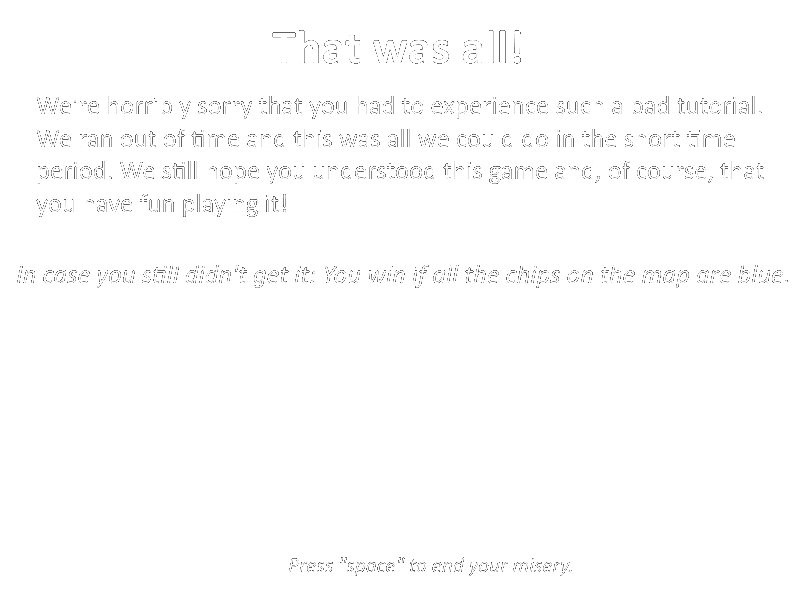 That was all!
We're horribly sorry that you had to experience such a bad tutorial.
We ran out of time and this was all we could do in the short time
period. We still hope you understood this game and, of course, that
you have fun playing it!
In case you still didn't get it: You win if all the chips on the map are blue.
Press "space" to end your misery.